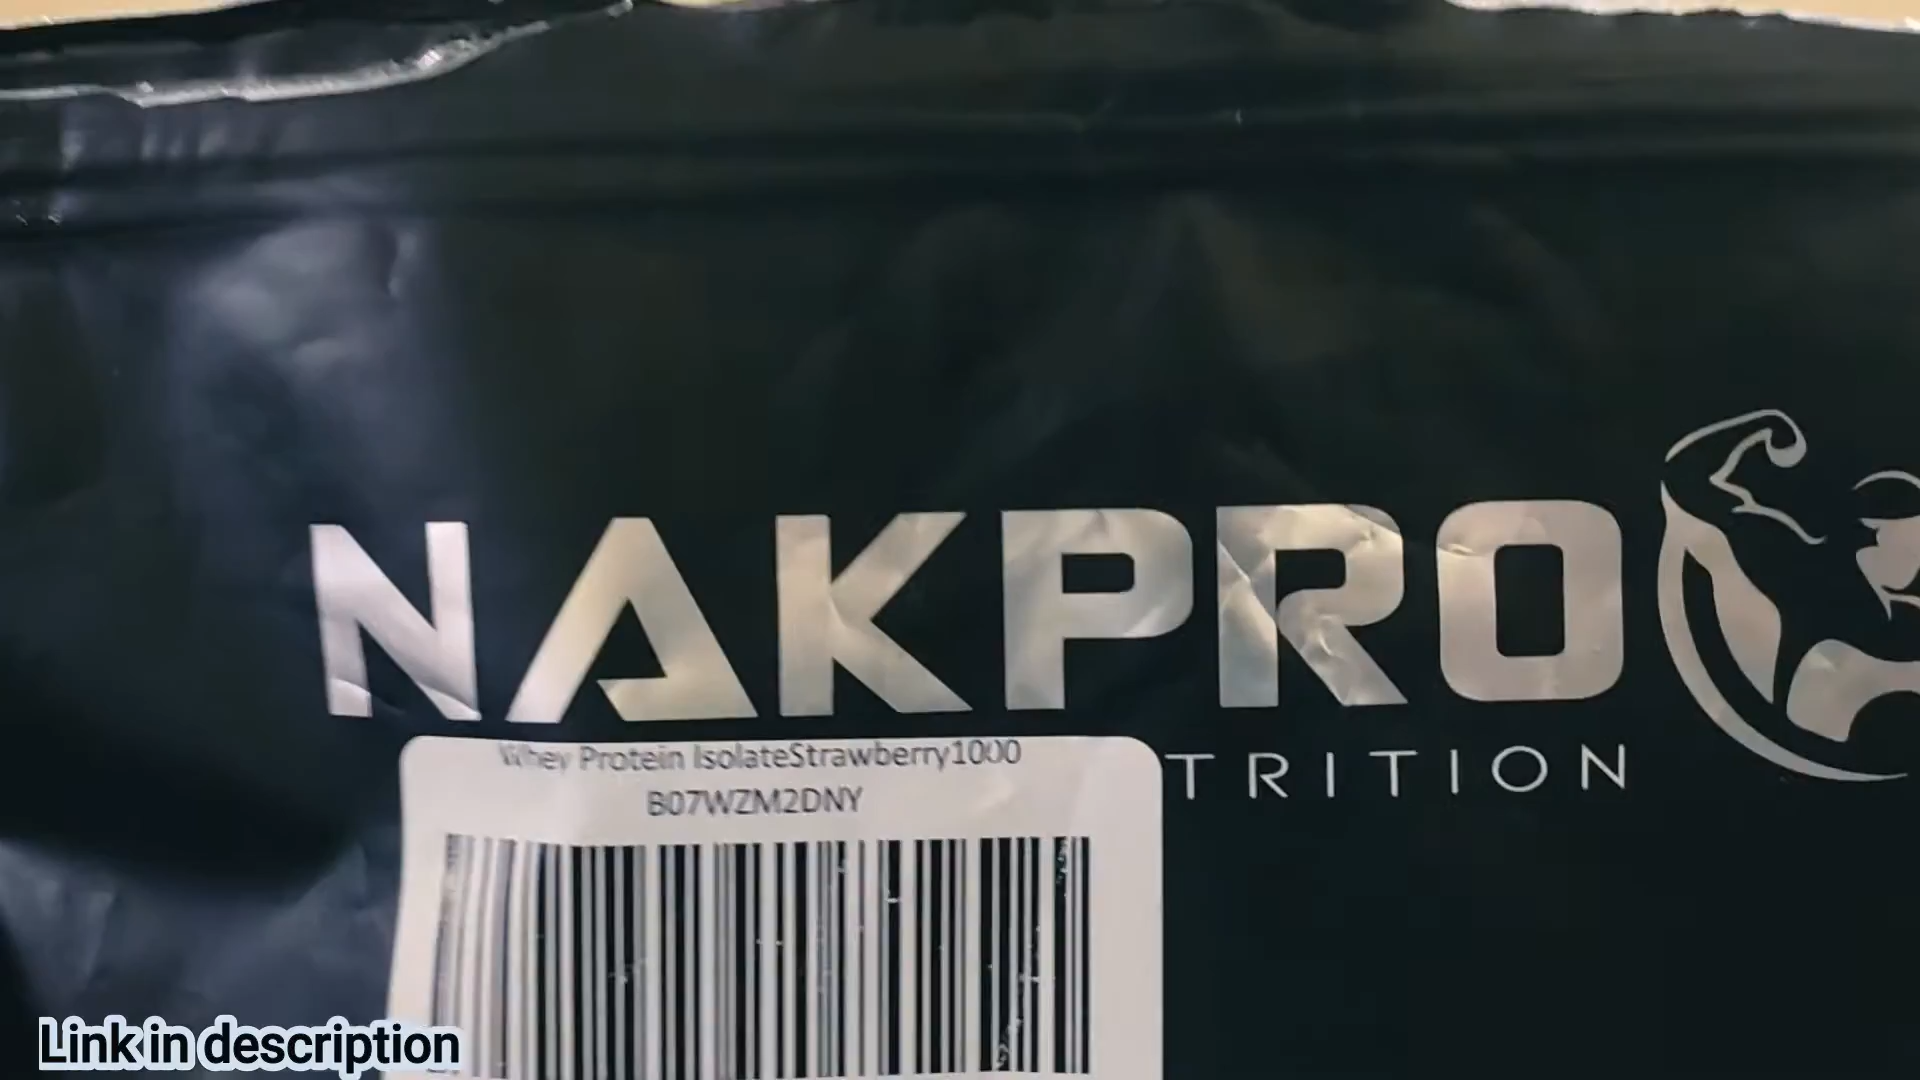 NAKPRO
TRITION
Whey Protein IsolateStrawberry1000
B07WZM2DNY
Link in description